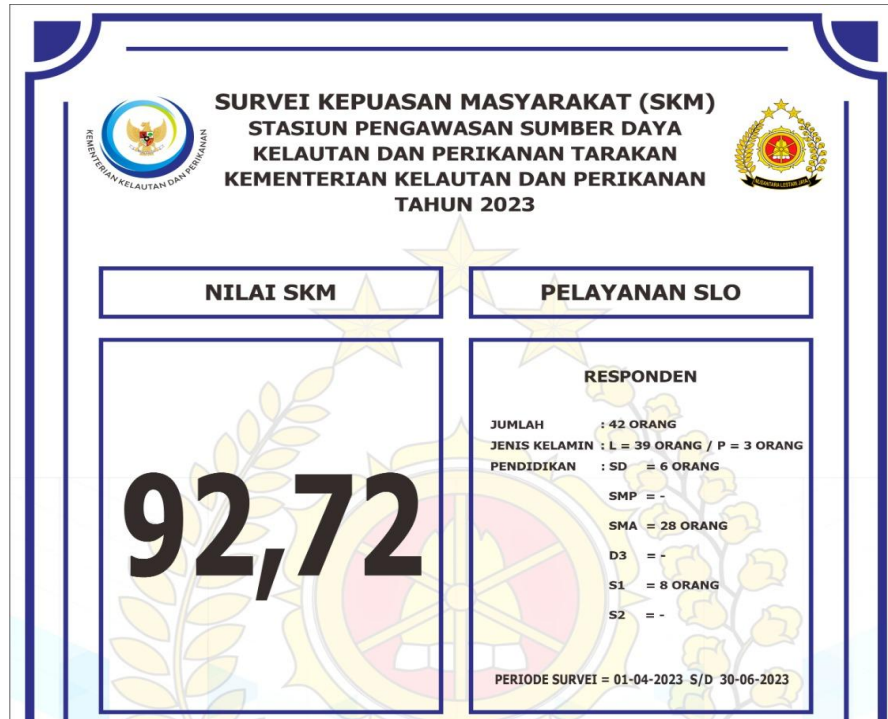 SURVEI KEPUASAN MASYARAKAT (SKM)
STASIUN PENGAWASAN SUMBER DAYA
KELAUTAN DAN PERIKANAN TARAKAN
KEMENTERIAN KELAUTAN DAN PERIKANAN
TAHUN 2023
KEMENTERIAN KELAUTAN DAN PERIKANAN
NUSANTARA LESTARI JAYA
NILAI SKM
PELAYANAN SLO
92,72
RESPONDEN
JUMLAH : 42 ORANG
JENIS KELAMIN : L = 39 ORANG / P = 3 ORANG
PENDIDIKAN : SD = 6 ORANG
SMP = -
SMA = 28 ORANG
D3 = -
S1 = 8 ORANG
S2 = -
PERIODE SURVEI = 01-04-2023 S/D 30-06-2023